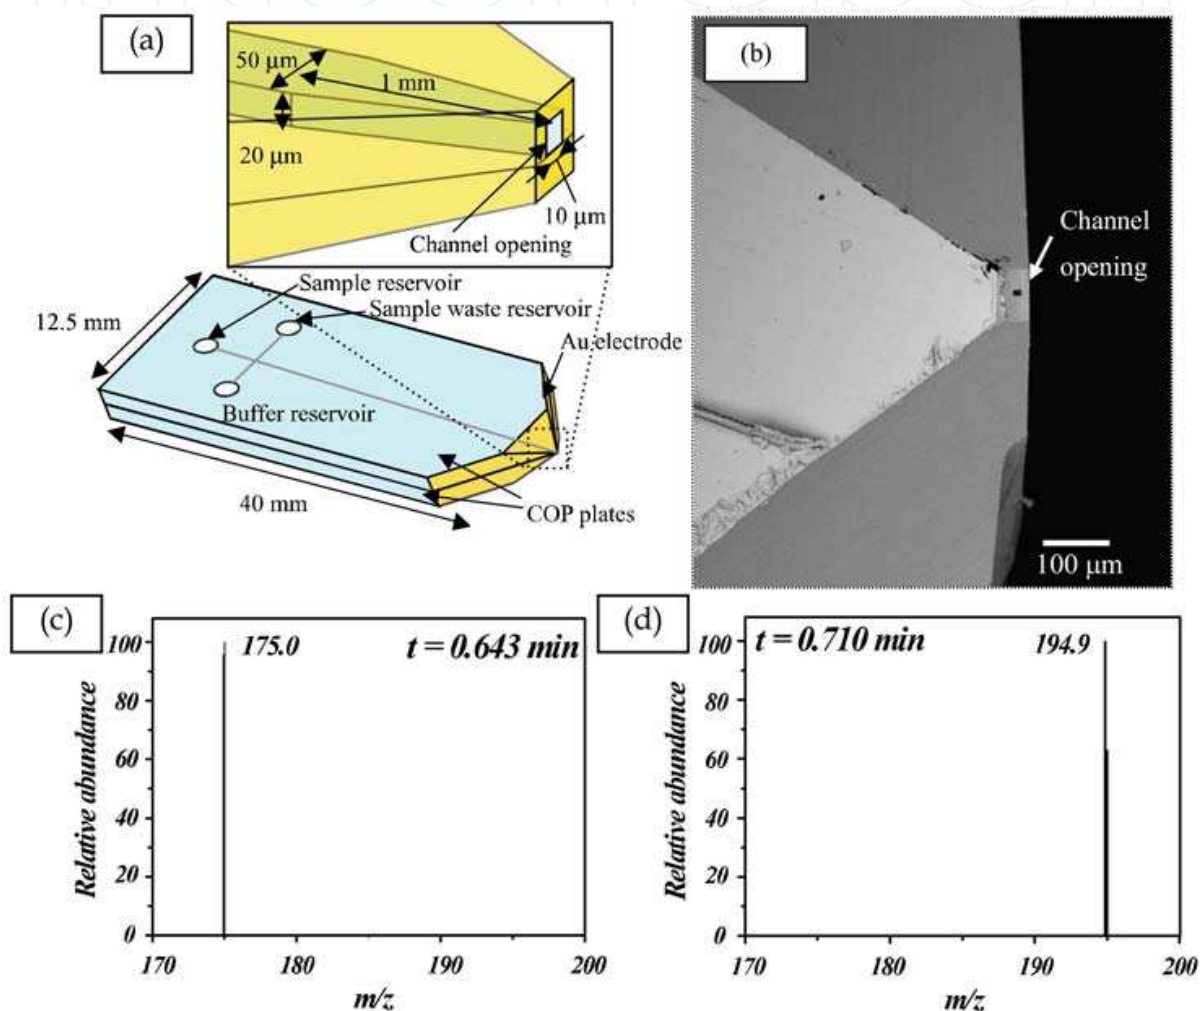 (a)
50 μm
1 mm
20 μm
10 μm
Channel opening
Sample reservoir
Sample waste reservoir
12.5 mm
Au electrode
Buffer reservoir
40 mm
COP plates
(b)
Channel
opening
100 μm
(c)
175.0
t = 0.643 min
100
80
60
40
20
0
170 180 190 200
Relative abundance
m/z
(d)
t = 0.710 min
194.9
100
80
60
40
20
0
170 180 190 200
Relative abundance
m/z